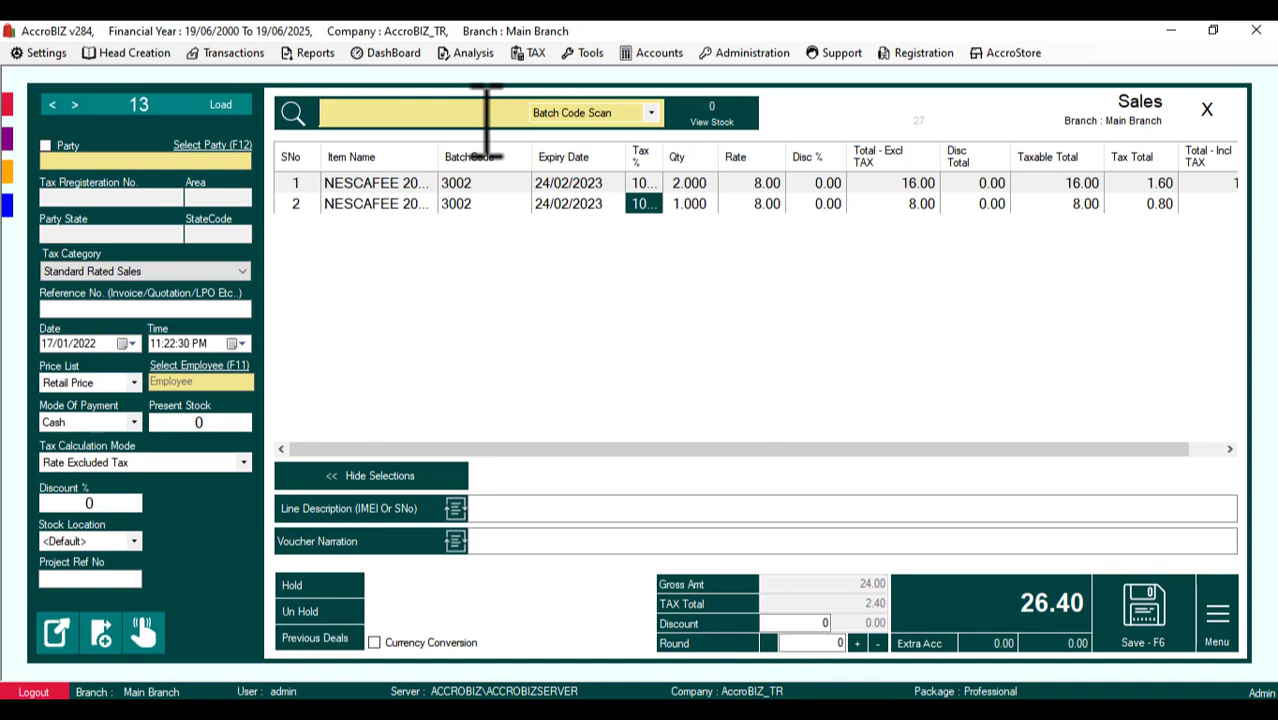 AccroBIZ v284, Financial Year : 19/06/2000 To 19/06/2025, Company : AccroBIZ_TR, Branch : Main Branch
Settings Head Creation Transactions Reports DashBoard Analysis TAX Tools Accounts Administration Support Registration AccroStore
< > 13 Load
Batch Code Scan
0
View Stock
27
Sales
Branch : Main Branch
X
Party Select Party (F12)
Tax Rregisteration No. Area
Party State StateCode
Tax Category
Standard Rated Sales
Reference No. (Invoice/Quotation/LPO Etc..)
Date Time
17/01/2022 11:22:30 PM
Price List Select Employee (F11)
Retail Price Employee
Mode Of Payment Present Stock
Cash 0
Tax Calculation Mode
Rate Excluded Tax
Discount %
0
Stock Location
<Default>
Project Ref No
SNo Item Name BatchCode Expiry Date Tax % Qty Rate Disc % Total - Excl TAX Disc Total Taxable Total Tax Total Total - Incl TAX
1 NESCAFEE 20... 3002 24/02/2023 10... 2.000 8.00 0.00 16.00 0.00 16.00 1.60 1
2 NESCAFEE 20... 3002 24/02/2023 10... 1.000 8.00 0.00 8.00 0.00 8.00 0.80
<< Hide Selections
Line Description (IMEI Or SNo)
Voucher Narration
Hold
Un Hold
Previous Deals
Currency Conversion
Gross Amt 24.00
TAX Total 2.40
Discount 0 0.00
Round 0 + -
26.40
Extra Acc 0.00 0.00
Save - F6
Menu
Logout Branch : Main Branch User : admin Server : ACCROBIZ\ACCROBIZSERVER Company : AccroBIZ_TR Package : Professional Admin